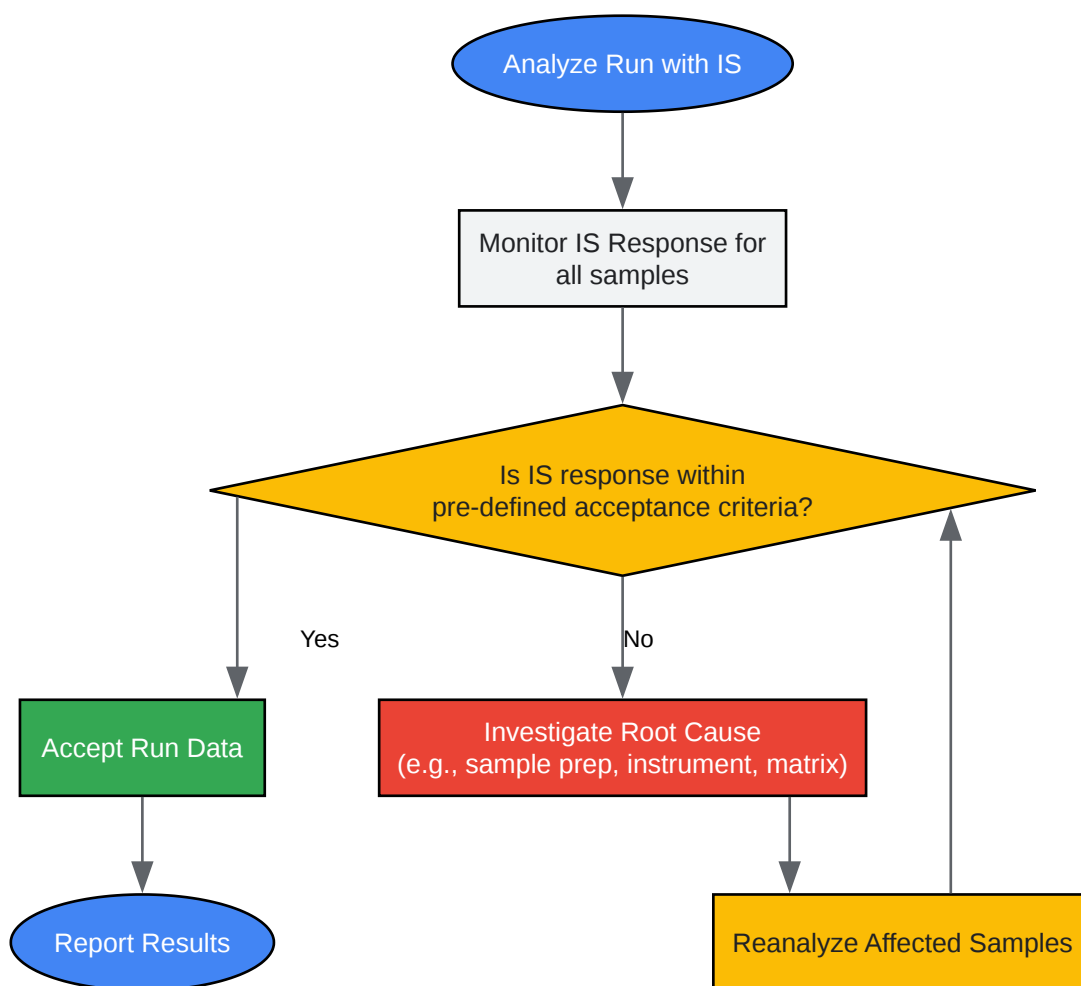 Analyze Run with IS
Monitor IS Response for
all samples
Is IS response within
pre-defined acceptance criteria?
Yes
No
Accept Run Data
Investigate Root Cause
(e.g., sample prep, instrument, matrix)
Report Results
Reanalyze Affected Samples